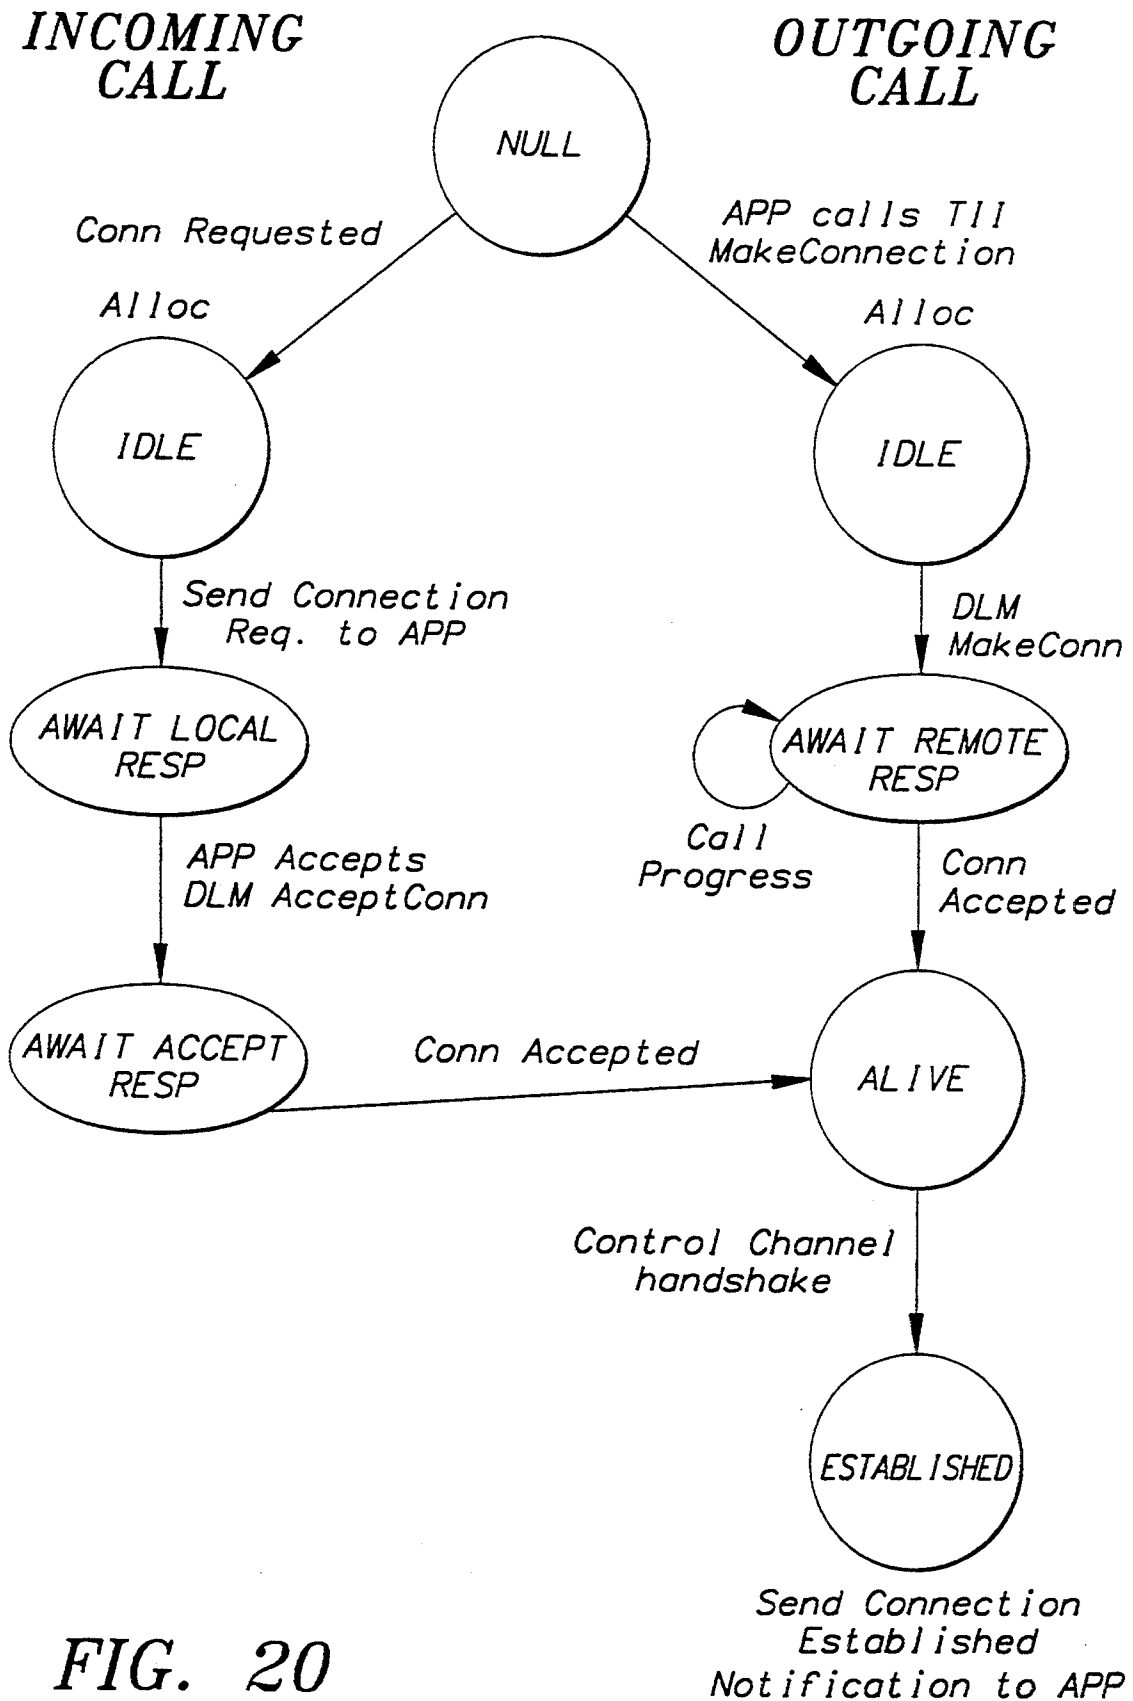 INCOMING
CALL
OUTGOING
CALL
NULL
Conn Requested
APP calls TII
MakeConnection
Alloc
Alloc
IDLE
IDLE
Send Connection
Req. to APP
DLM
MakeConn
AWAIT LOCAL
RESP
AWAIT REMOTE
RESP
Call
Progress
APP Accepts
DLM AcceptConn
Conn
Accepted
AWAIT ACCEPT
RESP
Conn Accepted
ALIVE
Control Channel
handshake
ESTABLISHED
Send Connection
Established
Notification to APP
FIG. 20